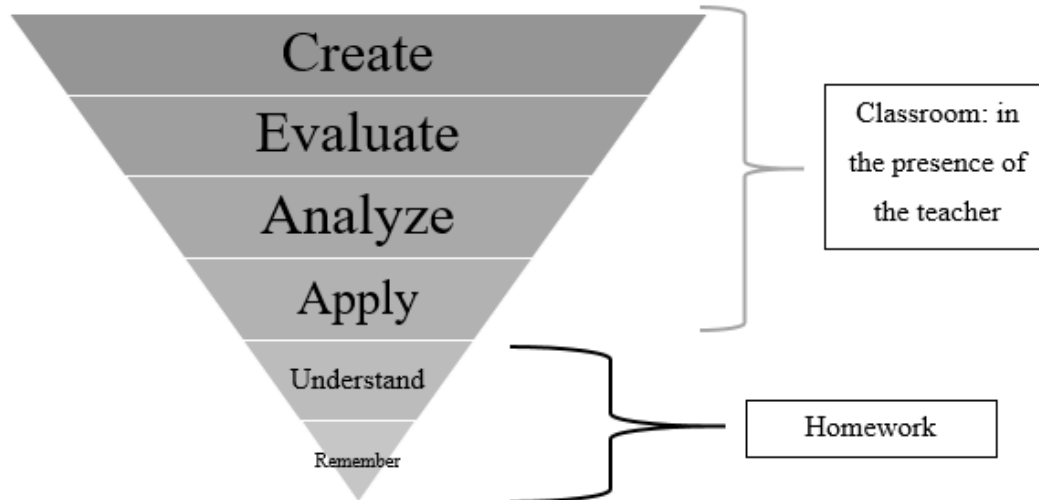 Create
Evaluate
Analyze
Apply
Understand
Remember
Classroom: in
the presence of
the teacher
Homework